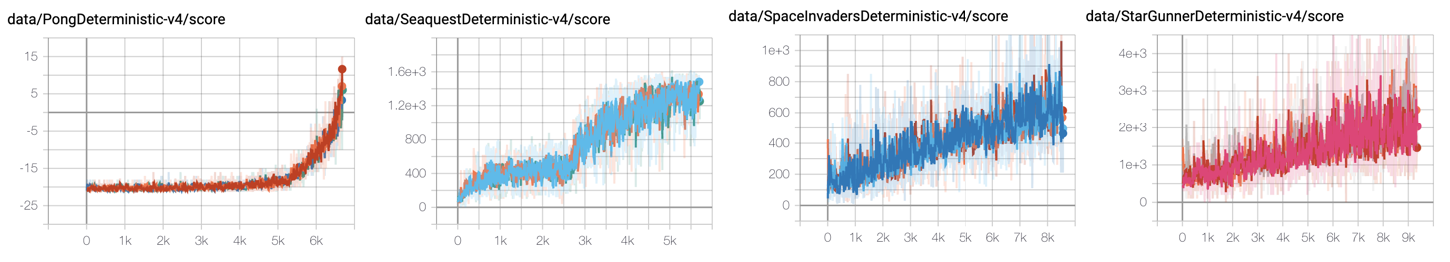 data/PongDeterministic-v4/score
15
5
-5
-15
-25
0 1k 2k 3k 4k 5k 6k
data/SeaquestDeterministic-v4/score
1.6e+3
1.2e+3
800
400
0
0 1k 2k 3k 4k 5k
data/SpaceInvadersDeterministic-v4/score
1e+3
800
600
400
200
0
0 1k 2k 3k 4k 5k 6k 7k 8k
data/StarGunnerDeterministic-v4/score
4e+3
3e+3
2e+3
1e+3
0
0 1k 2k 3k 4k 5k 6k 7k 8k 9k